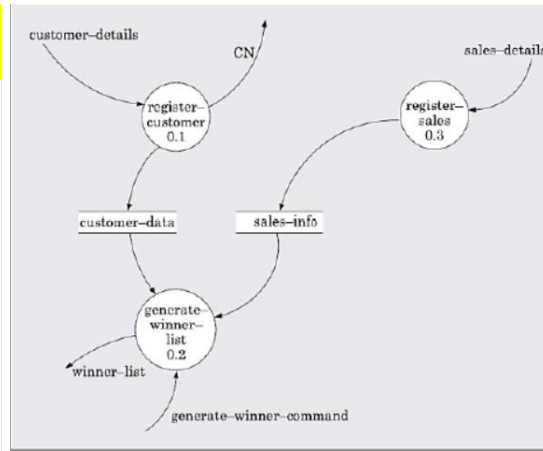 customer–details
CN
sales–details
register–
customer
0.1
register–
sales
0.3
customer–data
sales–info
generate–
winner–
list
0.2
winner–list
generate–winner–command